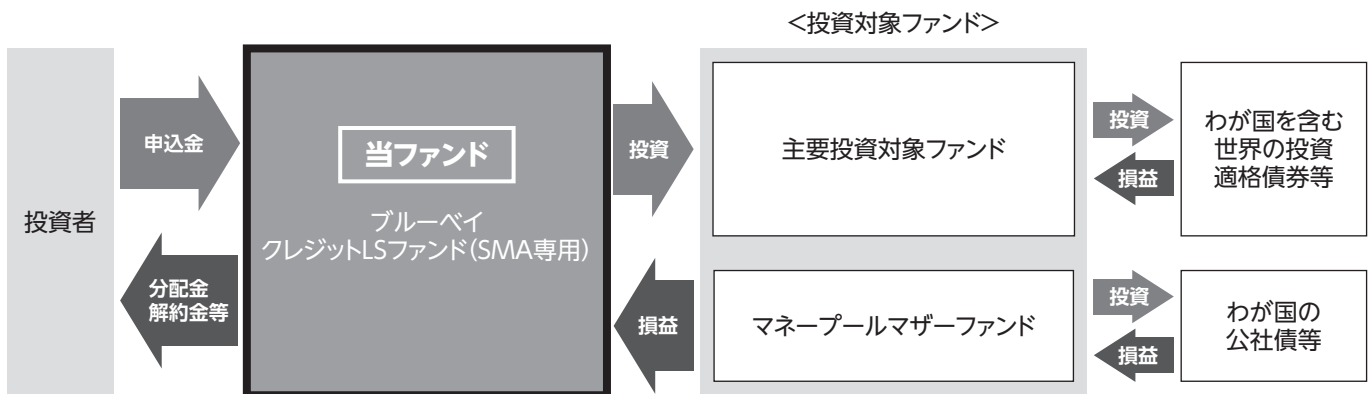 <投資対象ファンド>
投資者
申込金
分配金
解約金等
当ファンド
ブルーベイ
クレジットLSファンド(SMA専用)
投資
損益
主要投資対象ファンド
マネープールマザーファンド
投資
損益
わが国を含む
世界の投資
適格債券等
投資
損益
わが国の
公社債等